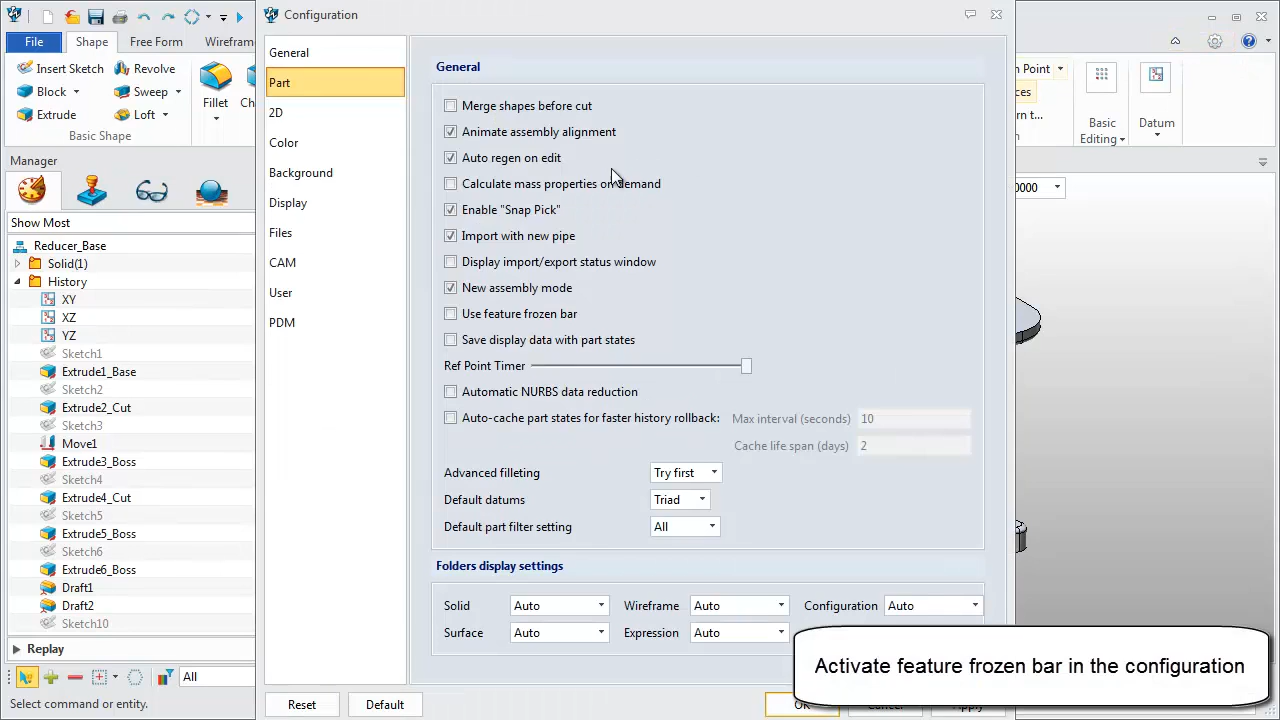 Configuration
File
Shape
Free Form
Wirefram
Insert Sketch
Revolve
Block
Sweep
Extrude
Loft
Fillet
Basic Shape
Manager
Show Most
Reducer_Base
Solid(1)
History
XY
XZ
YZ
Sketch1
Extrude1_Base
Sketch2
Extrude2_Cut
Sketch3
Move1
Extrude3_Boss
Sketch4
Extrude4_Cut
Sketch5
Extrude5_Boss
Sketch6
Extrude6_Boss
Draft1
Draft2
Sketch10
Replay
All
Select command or entity.
General
Part
2D
Color
Background
Display
Files
CAM
User
PDM
General
Merge shapes before cut
Animate assembly alignment
Auto regen on edit
Calculate mass properties on demand
Enable "Snap Pick"
Import with new pipe
Display import/export status window
New assembly mode
Use feature frozen bar
Save display data with part states
Ref Point Timer
Automatic NURBS data reduction
Auto-cache part states for faster history rollback: Max interval (seconds) 10
Cache life span (days) 2
Advanced filleting Try first
Default datums Triad
Default part filter setting All
Folders display settings
Solid Auto Wireframe Auto Configuration Auto
Surface Auto Expression Auto
Reset Default
Point
Basic
Editing
Datum
0000
Activate feature frozen bar in the configuration